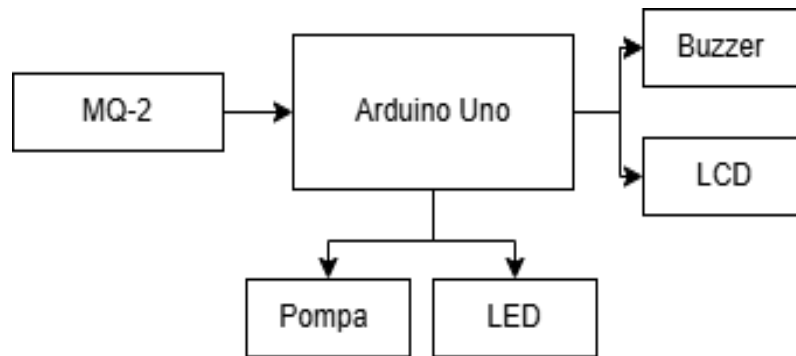 Buzzer
MQ-2
Arduino Uno
LCD
Pompa
LED